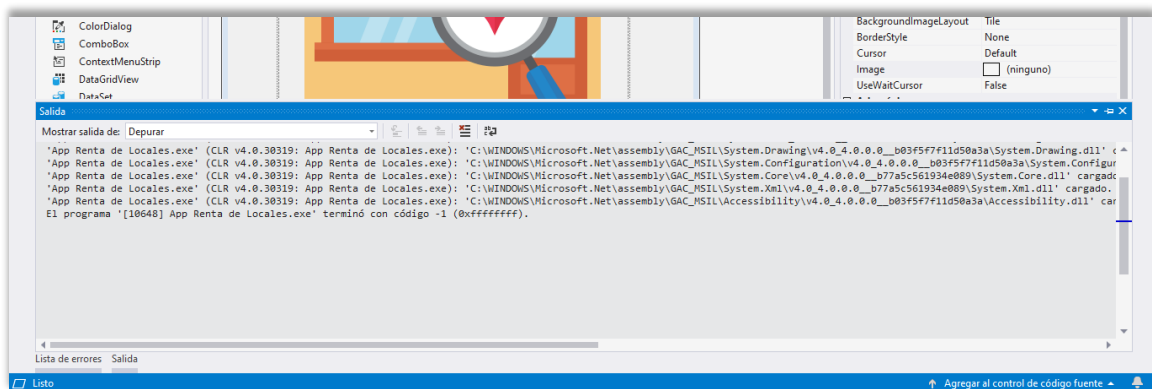 ColorDialog
ComboBox
ContextMenuStrip
DataGridView
DataSet
BackgroundImageLayout Tile
BorderStyle None
Cursor Default
Image (ninguno)
UseWaitCursor False
Salida
Mostrar salida de: Depurar
'App Renta de Locales.exe' (CLR v4.0.30319: App Renta de Locales.exe): 'C:\WINDOWS\Microsoft.Net\assembly\GAC_MSIL\System.Drawing\v4.0_4.0.0.0__b03f5f7f11d50a3a\System.Drawing.dll' c
'App Renta de Locales.exe' (CLR v4.0.30319: App Renta de Locales.exe): 'C:\WINDOWS\Microsoft.Net\assembly\GAC_MSIL\System.Configuration\v4.0_4.0.0.0__b03f5f7f11d50a3a\System.Configur
'App Renta de Locales.exe' (CLR v4.0.30319: App Renta de Locales.exe): 'C:\WINDOWS\Microsoft.Net\assembly\GAC_MSIL\System.Core\v4.0_4.0.0.0__b77a5c561934e089\System.Core.dll' cargado
'App Renta de Locales.exe' (CLR v4.0.30319: App Renta de Locales.exe): 'C:\WINDOWS\Microsoft.Net\assembly\GAC_MSIL\System.Xml\v4.0_4.0.0.0__b77a5c561934e089\System.Xml.dll' cargado.
'App Renta de Locales.exe' (CLR v4.0.30319: App Renta de Locales.exe): 'C:\WINDOWS\Microsoft.Net\assembly\GAC_MSIL\Accessibility\v4.0_4.0.0.0__b03f5f7f11d50a3a\Accessibility.dll' car
El programa '[10648] App Renta de Locales.exe' terminó con código -1 (0xffffffff).
Lista de errores Salida
Listo
Agregar al control de código fuente